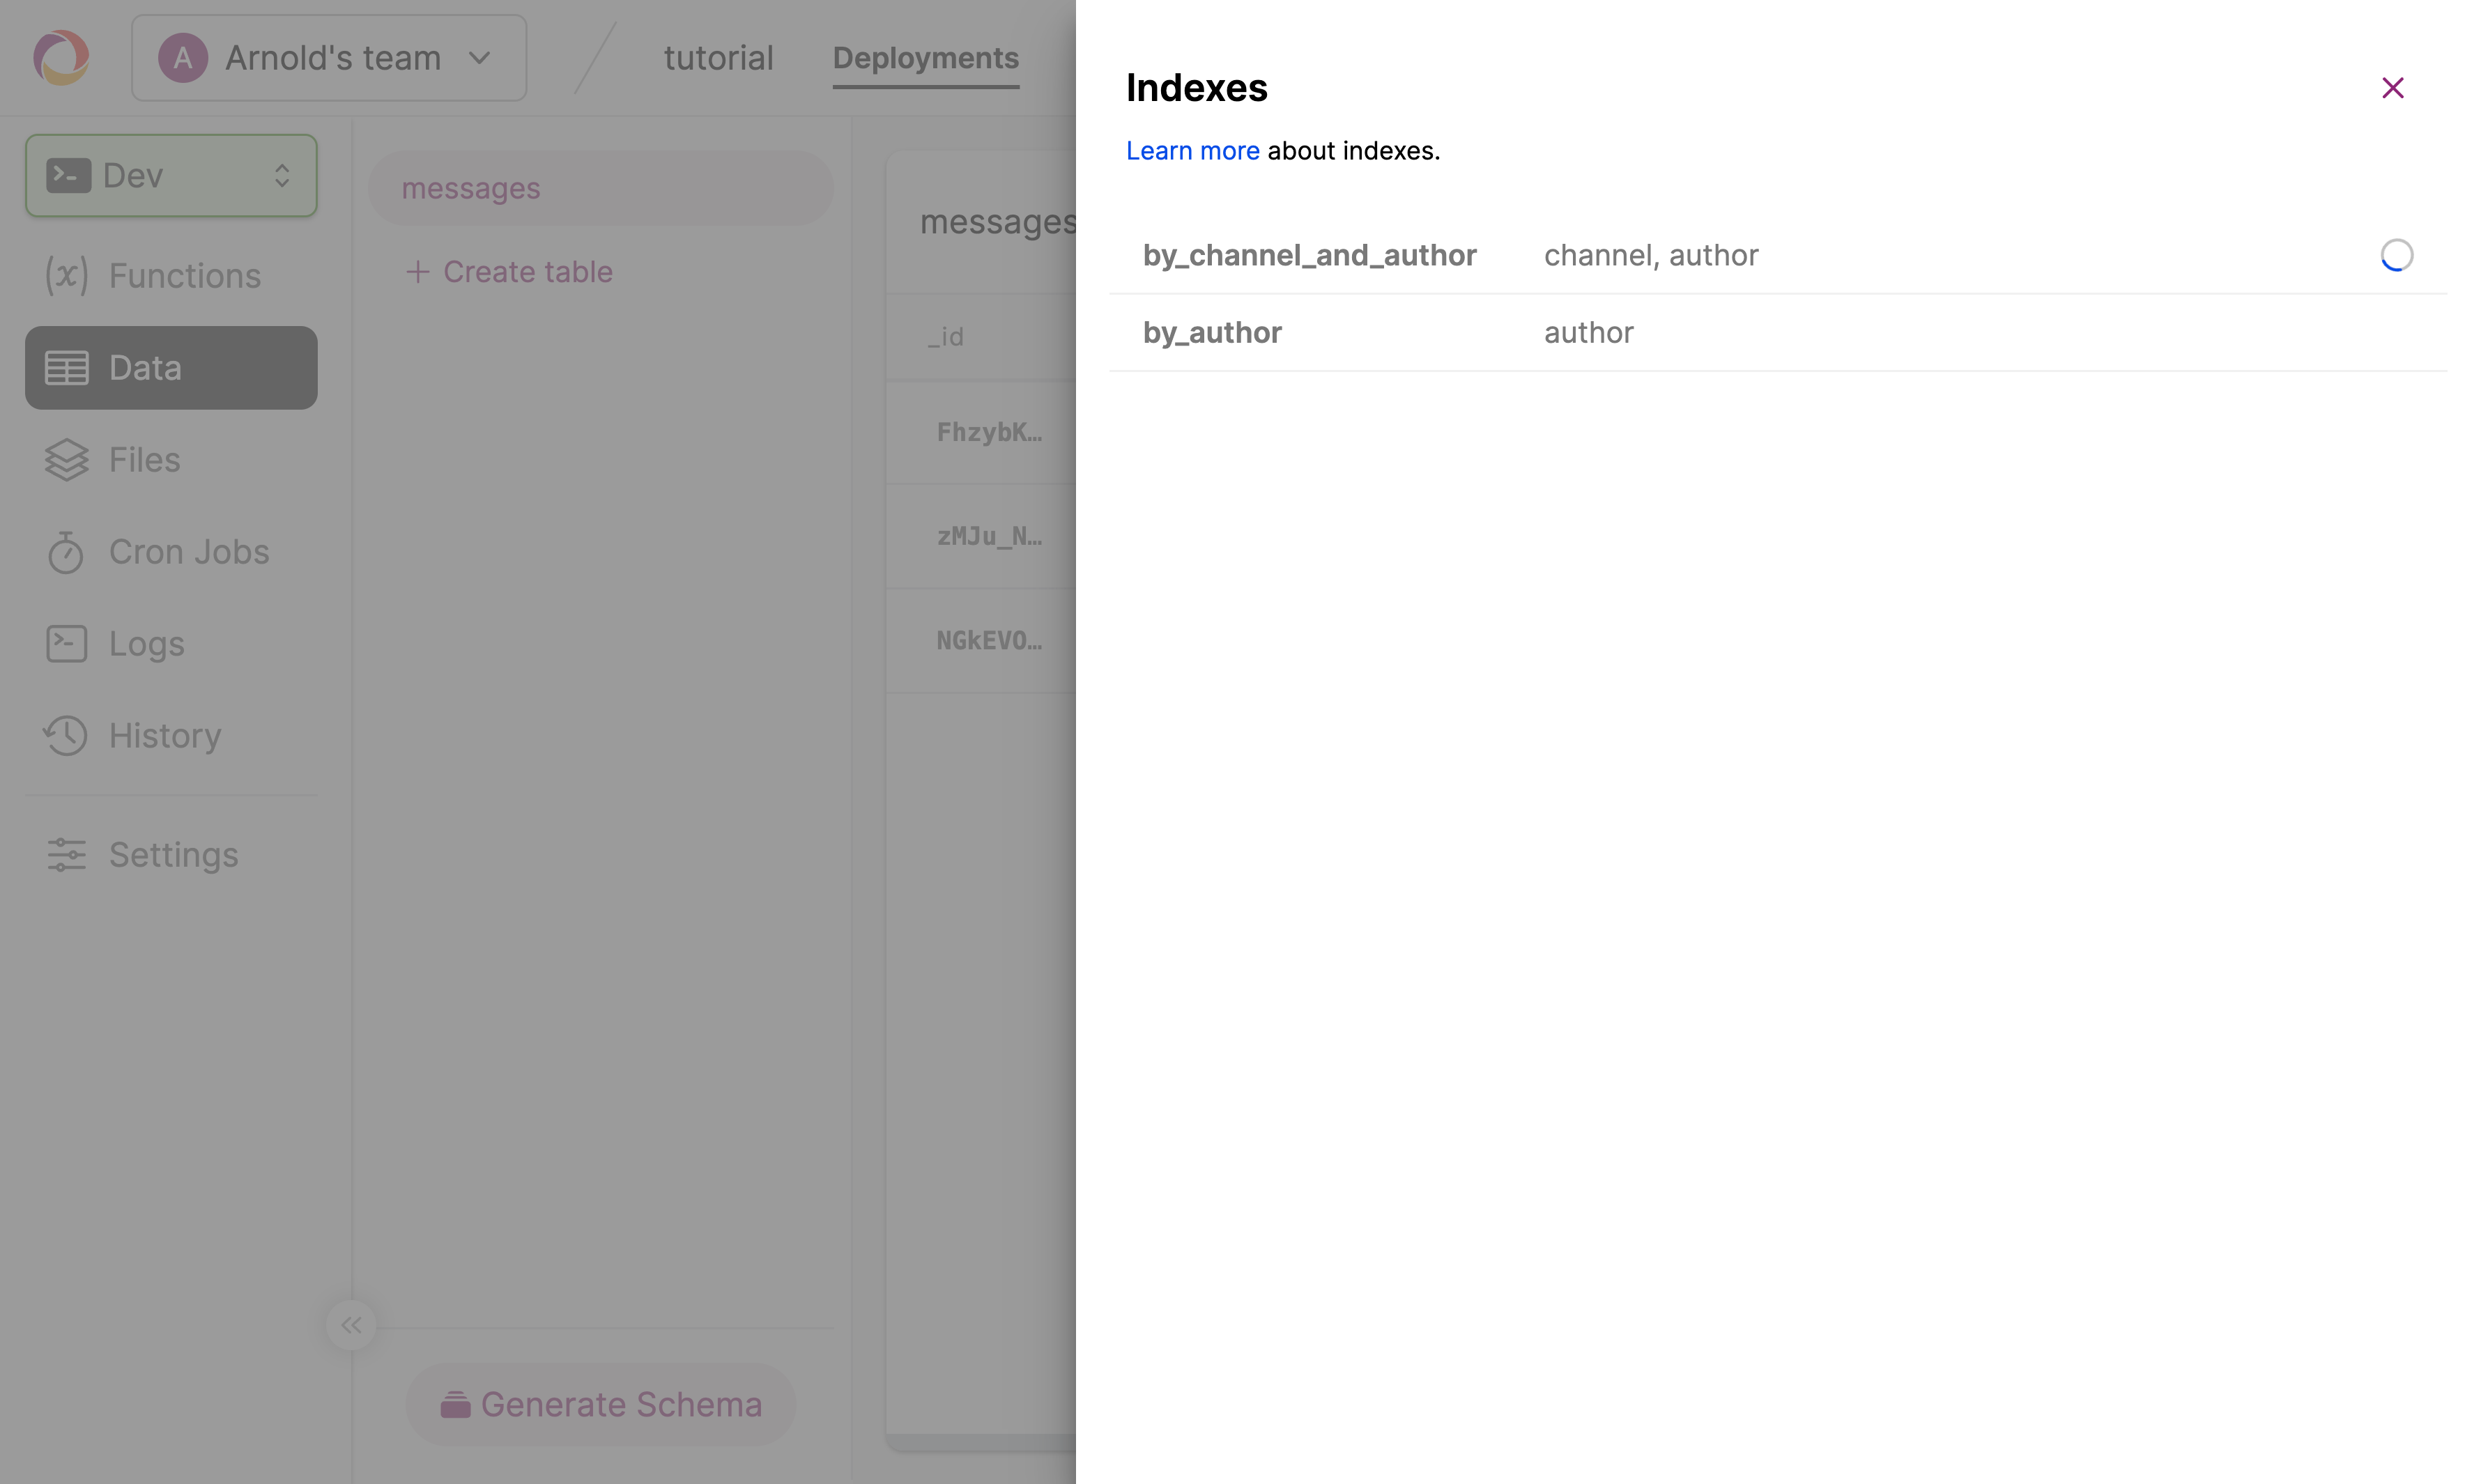 A Arnold's team
tutorial
Deployments
Dev
Functions
Data
Files
Cron Jobs
Logs
History
Settings
messages
+ Create table
Generate Schema
messages
_id
FhzybK…
zMJu_N…
NGkEVO…
Indexes
Learn more about indexes.
by_channel_and_author channel, author
by_author author